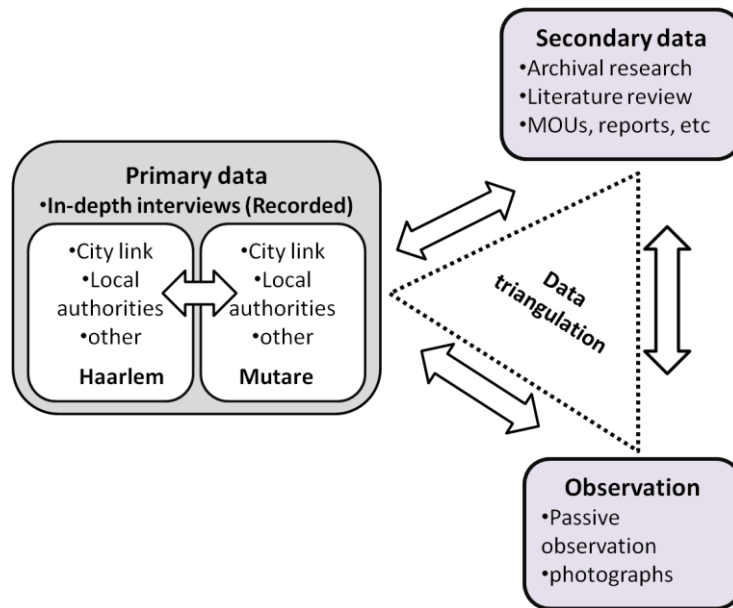 Secondary data
•Archival research
•Literature review
•MOUs, reports, etc
Primary data
•In-depth interviews (Recorded)
•City link
•Local
authorities
•other
Haarlem
•City link
•Local
authorities
•other
Mutare
Data
triangulation
Observation
•Passive
observation
•photographs